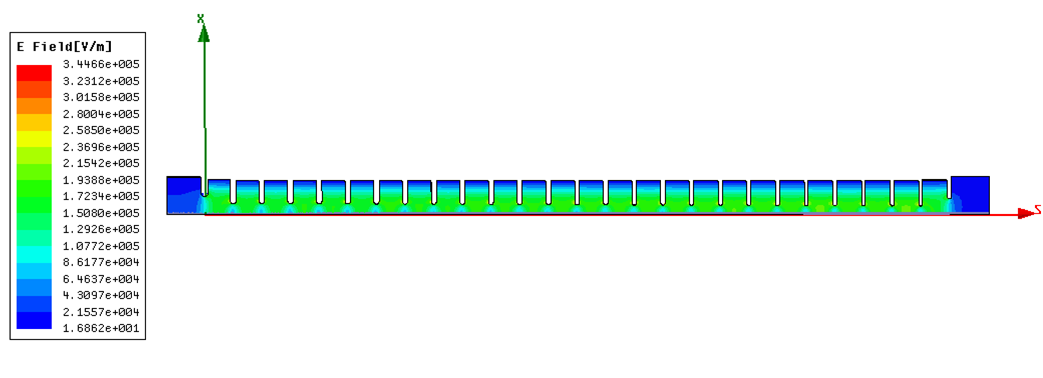 X
E Field[V/m]
3.4466e+005
3.2312e+005
3.0158e+005
2.8004e+005
2.5850e+005
2.3696e+005
2.1542e+005
1.9388e+005
1.7234e+005
1.5080e+005
1.2926e+005
1.0772e+005
8.6177e+004
6.4637e+004
4.3097e+004
2.1557e+004
1.6862e+001
Z